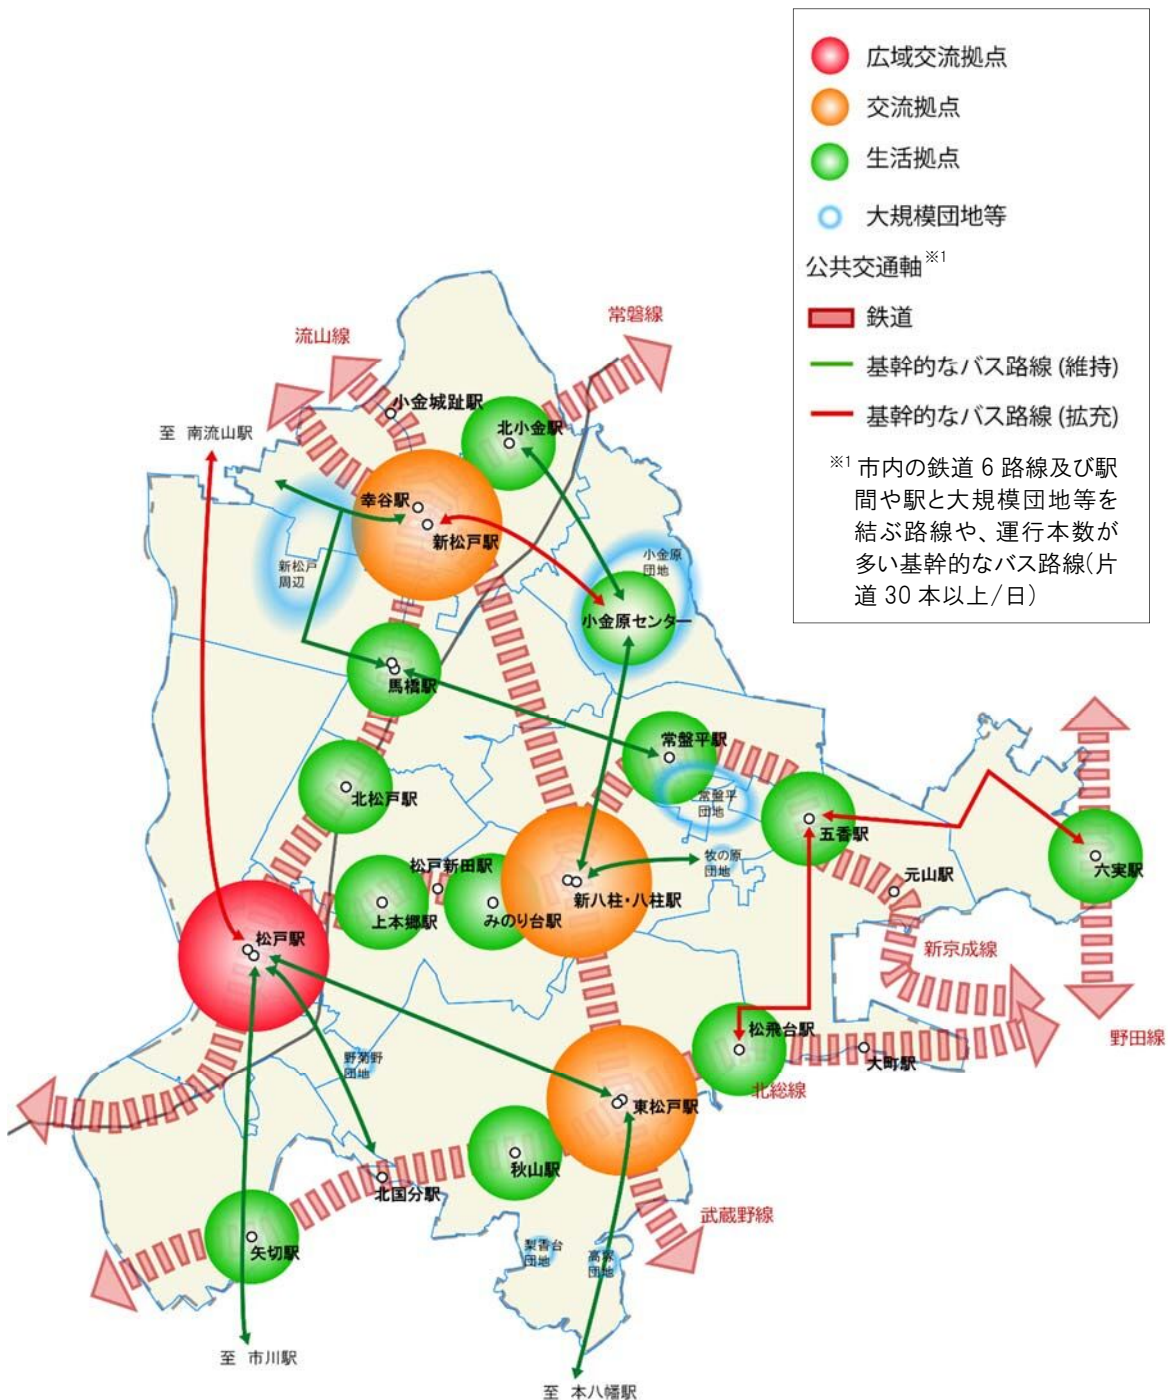 広域交流拠点
交流拠点
生活拠点
大規模団地等
公共交通軸※1
鉄道
基幹的なバス路線(維持)
基幹的なバス路線(拡充)
※1 市内の鉄道6路線及び駅
間や駅と大規模団地等を
結ぶ路線や、運行本数が
多い基幹的なバス路線(片
道30本以上/日)
常磐線
流山線
小金城趾駅
北小金駅
至 南流山駅
幸谷駅
新松戸駅
新松戸
周辺
小金原
団地
小金原センター
馬橋駅
常盤平駅
常盤平
団地
北松戸駅
五香駅
松戸新田駅
牧の原
団地
六実駅
元山駅
新八柱・八柱駅
上本郷駅
みのり台駅
松戸駅
新京成線
野田線
松飛台駅
大町駅
野菊野
団地
北総線
東松戸駅
秋山駅
北国分駅
武蔵野線
矢切駅
梨香台
団地
高塚
団地
至 市川駅
至 本八幡駅